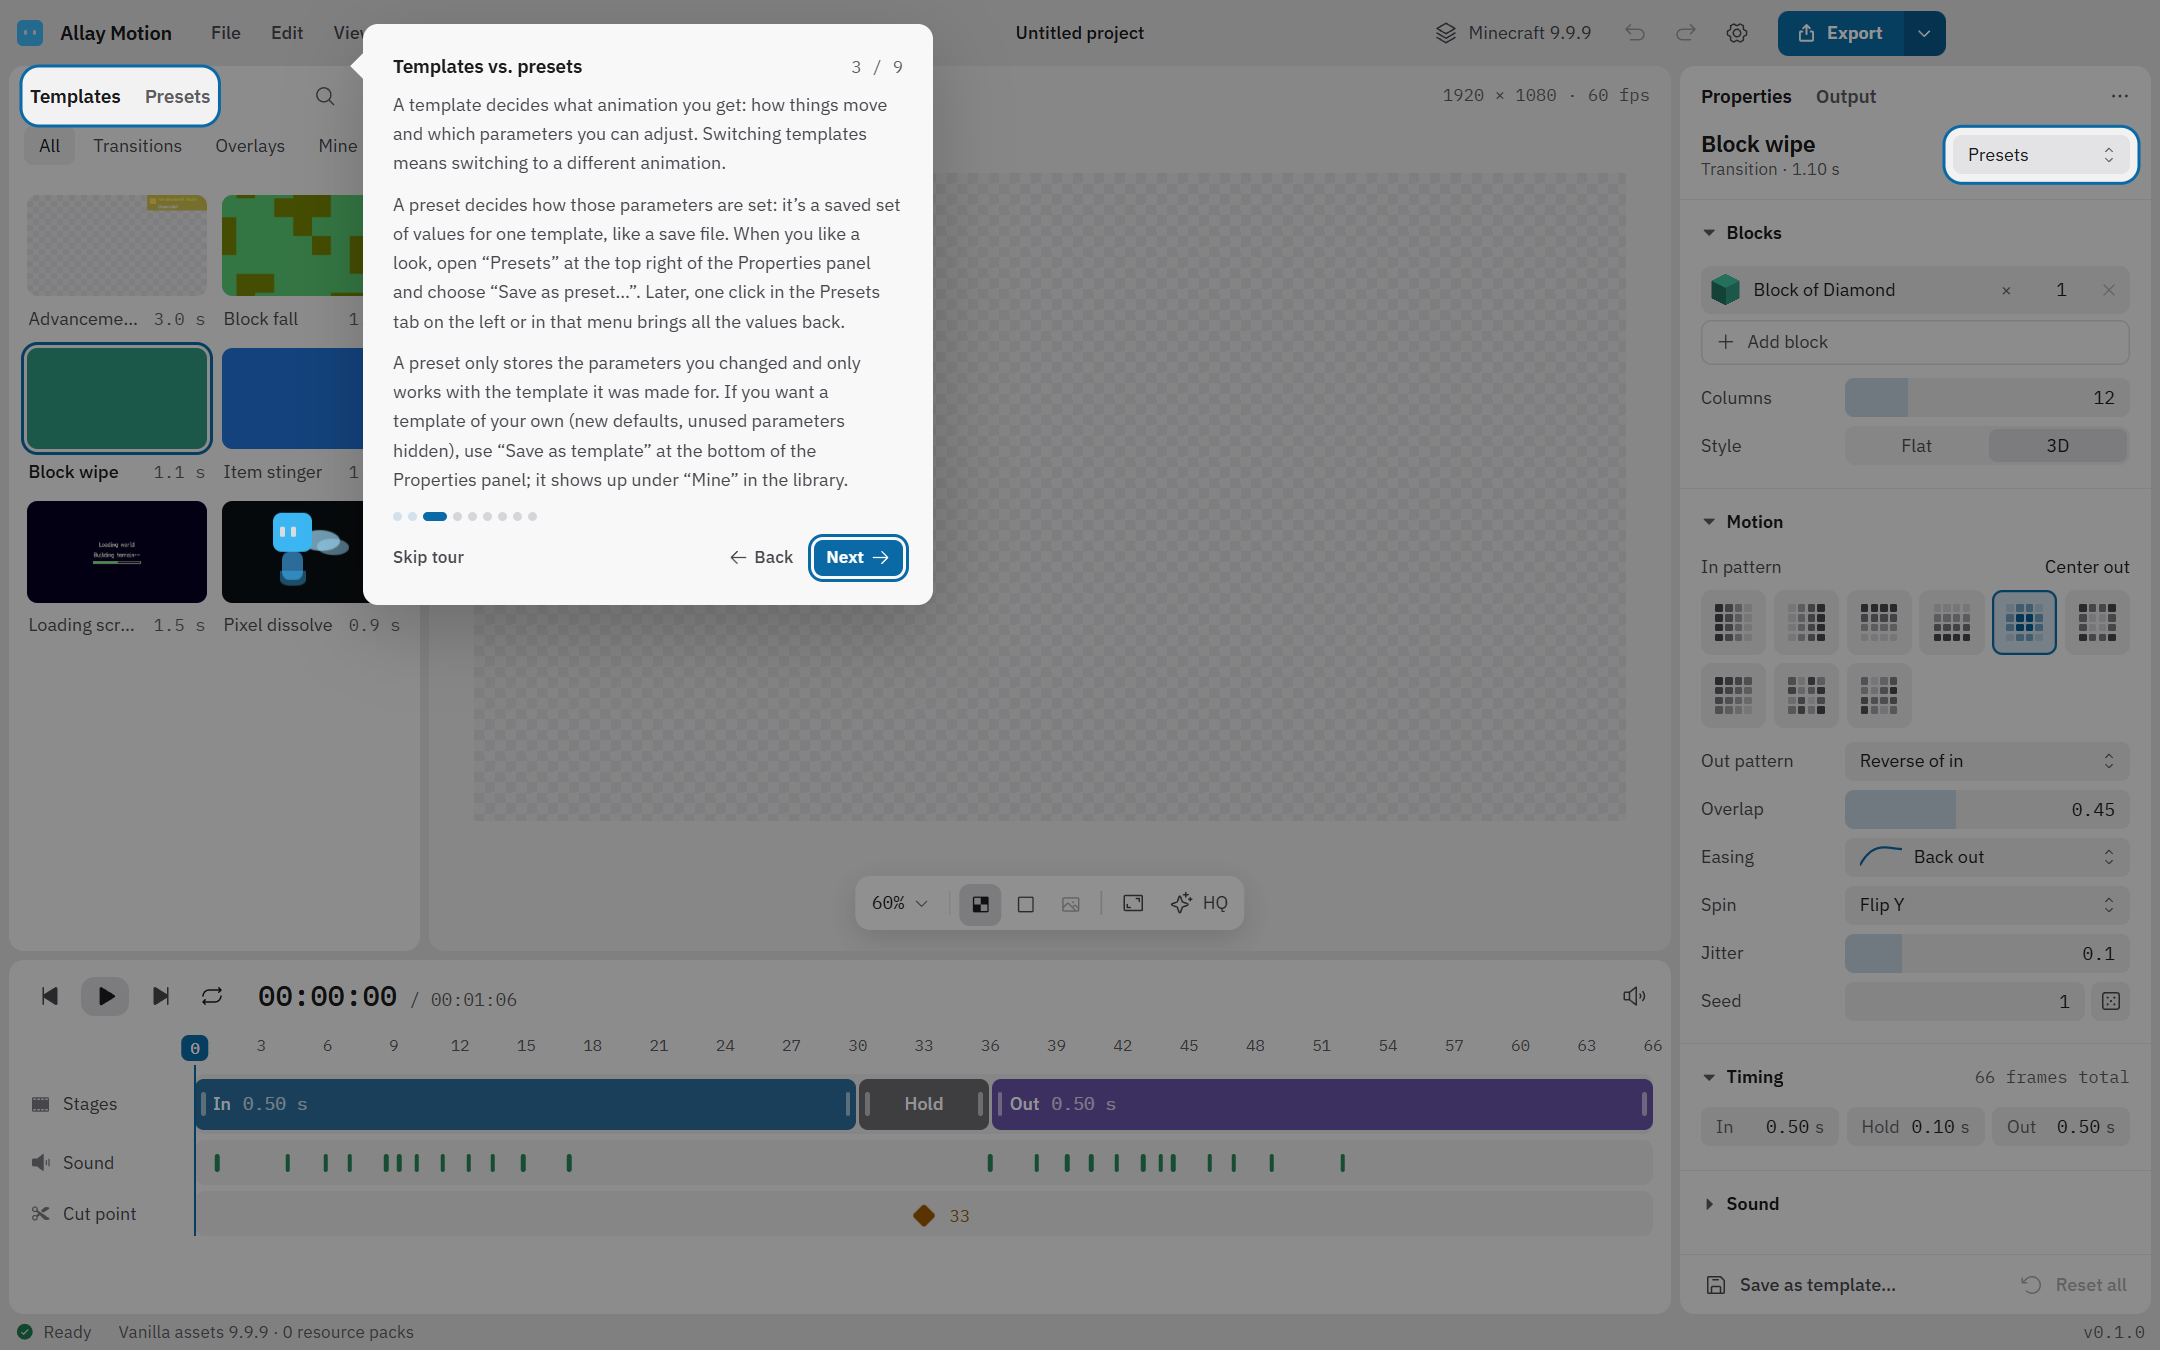 Allay Motion File Edit View
Untitled project
Minecraft 9.9.9
Export
Templates Presets
All Transitions Overlays Mine
Advanceme... 3.0 s
Block fall 1
Block wipe 1.1 s
Item stinger 1
Loading world
Loading scr... 1.5 s
Pixel dissolve 0.9 s
Templates vs. presets 3 / 9
A template decides what animation you get: how things move
and which parameters you can adjust. Switching templates
means switching to a different animation.
A preset decides how those parameters are set: it’s a saved set
of values for one template, like a save file. When you like a
look, open “Presets” at the top right of the Properties panel
and choose “Save as preset…”. Later, one click in the Presets
tab on the left or in that menu brings all the values back.
A preset only stores the parameters you changed and only
works with the template it was made for. If you want a
template of your own (new defaults, unused parameters
hidden), use “Save as template” at the bottom of the
Properties panel; it shows up under “Mine” in the library.
Skip tour
Back
Next
1920 × 1080 · 60 fps
60%
HQ
Properties Output
Block wipe
Transition · 1.10 s
Presets
Blocks
Block of Diamond × 1
Add block
Columns 12
Style Flat 3D
Motion
In pattern Center out
Out pattern Reverse of in
Overlap 0.45
Easing Back out
Spin Flip Y
Jitter 0.1
Seed 1
Timing 66 frames total
In 0.50 s Hold 0.10 s Out 0.50 s
Sound
Save as template...
Reset all
00:00:00 / 00:01:06
0 3 6 9 12 15 18 21 24 27 30 33 36 39 42 45 48 51 54 57 60 63 66
Stages In 0.50 s Hold Out 0.50 s
Sound
Cut point 33
Ready Vanilla assets 9.9.9 · 0 resource packs
v0.1.0